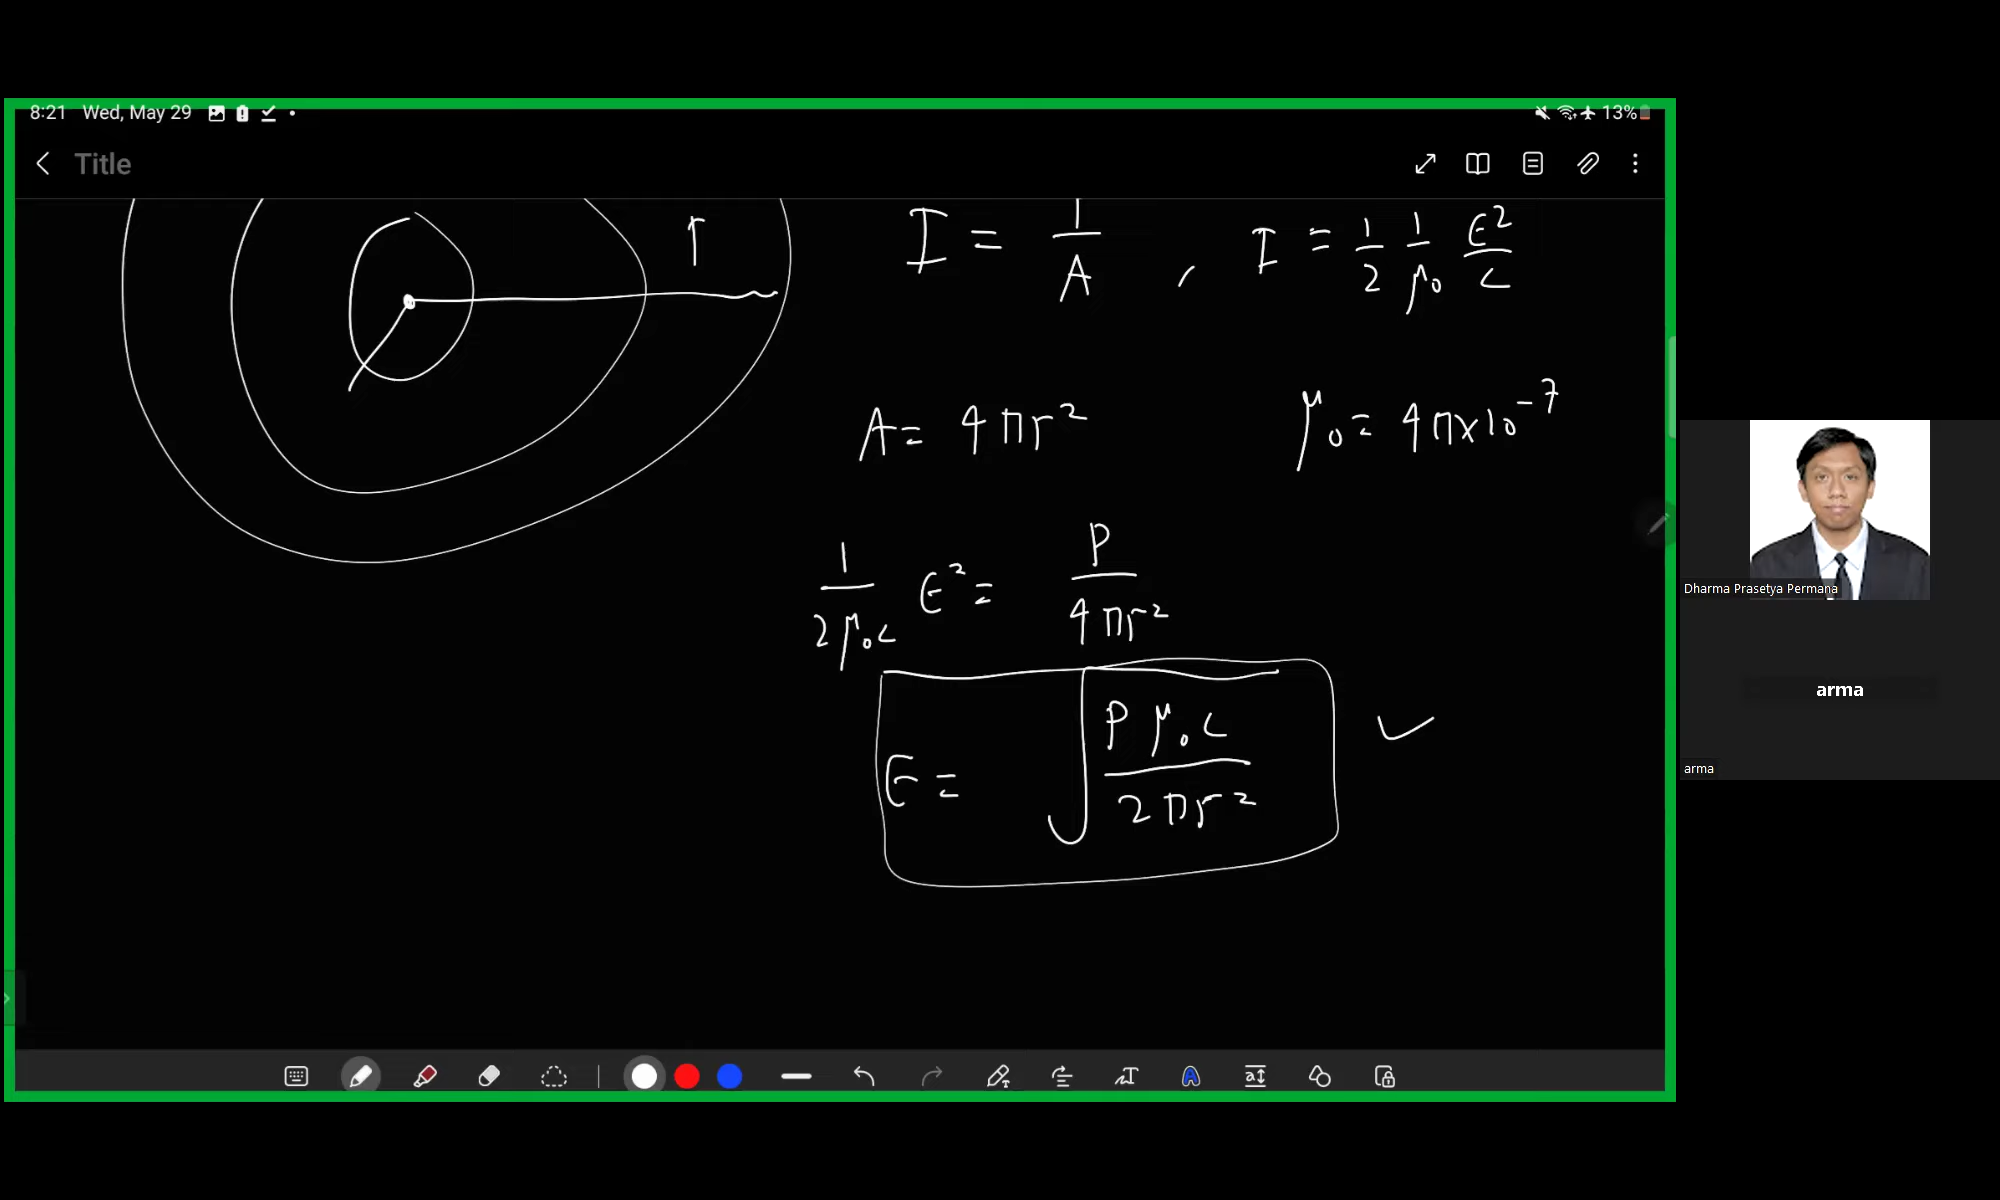 8:21 Wed, May 29 13%
Title
r
I = 1/A , I = 1/2 1/μ₀ E²/c
A = 4πr² μ₀ = 4π×10⁻⁷
1/2μ₀c E² = P/4πr²
E = √(P μ₀ c / 2πr²)
Dharma Prasetya Permana
arma
arma